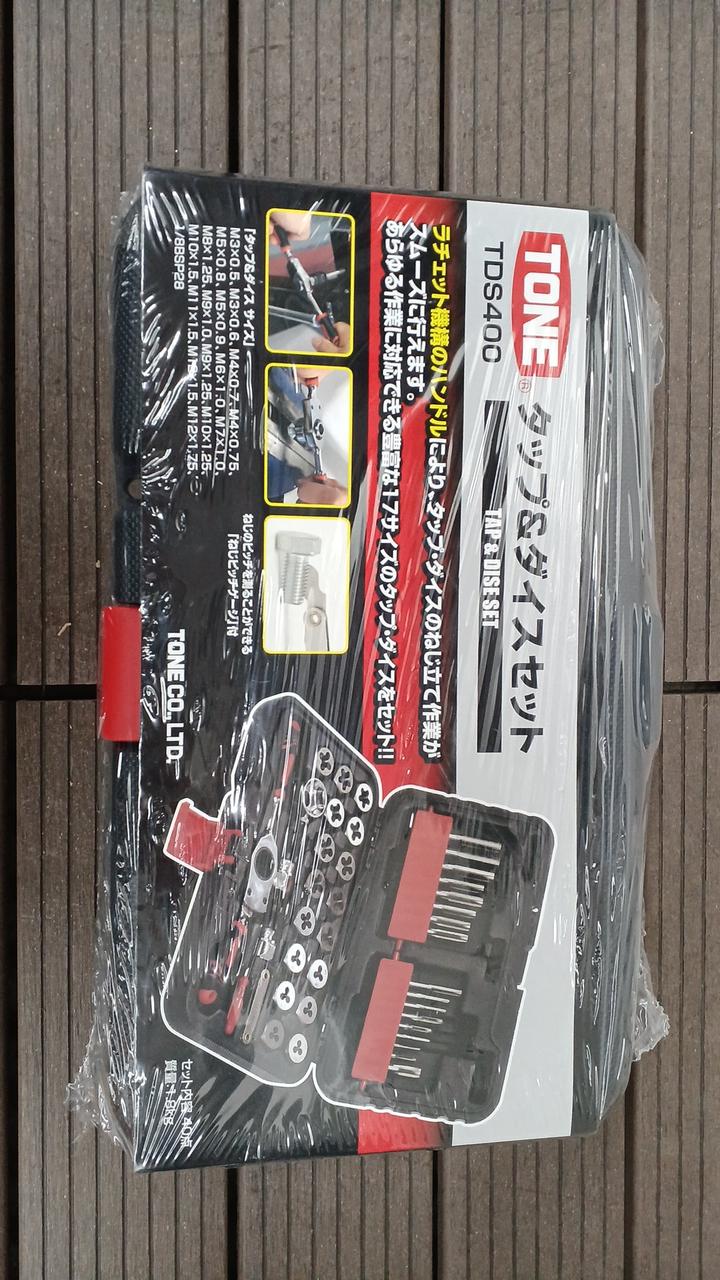 TONE®
タップ&ダイスセット
TDS400
TAP & DISE SET
ラチェット機構のハンドルにより、タップ・ダイスのねじ立て作業が
スムーズに行えます。
あらゆる作業に対応できる豊富な17サイズのタップ・ダイスをセット!!
ねじのピッチを測ることができる
「ねじピッチゲージ」付
[タップ&ダイス サイズ]
M3×0.5, M3×0.6, M4×0.7, M4×0.75,
M5×0.8, M5×0.9, M6×1.0, M7×1.0,
M8×1.25, M9×1.0, M9×1.25, M10×1.25,
M10×1.5, M11×1.5, M12×1.5, M12×1.75,
1/8BSP28
TONE CO., LTD.
セット内容 40点
質量:1.8kg